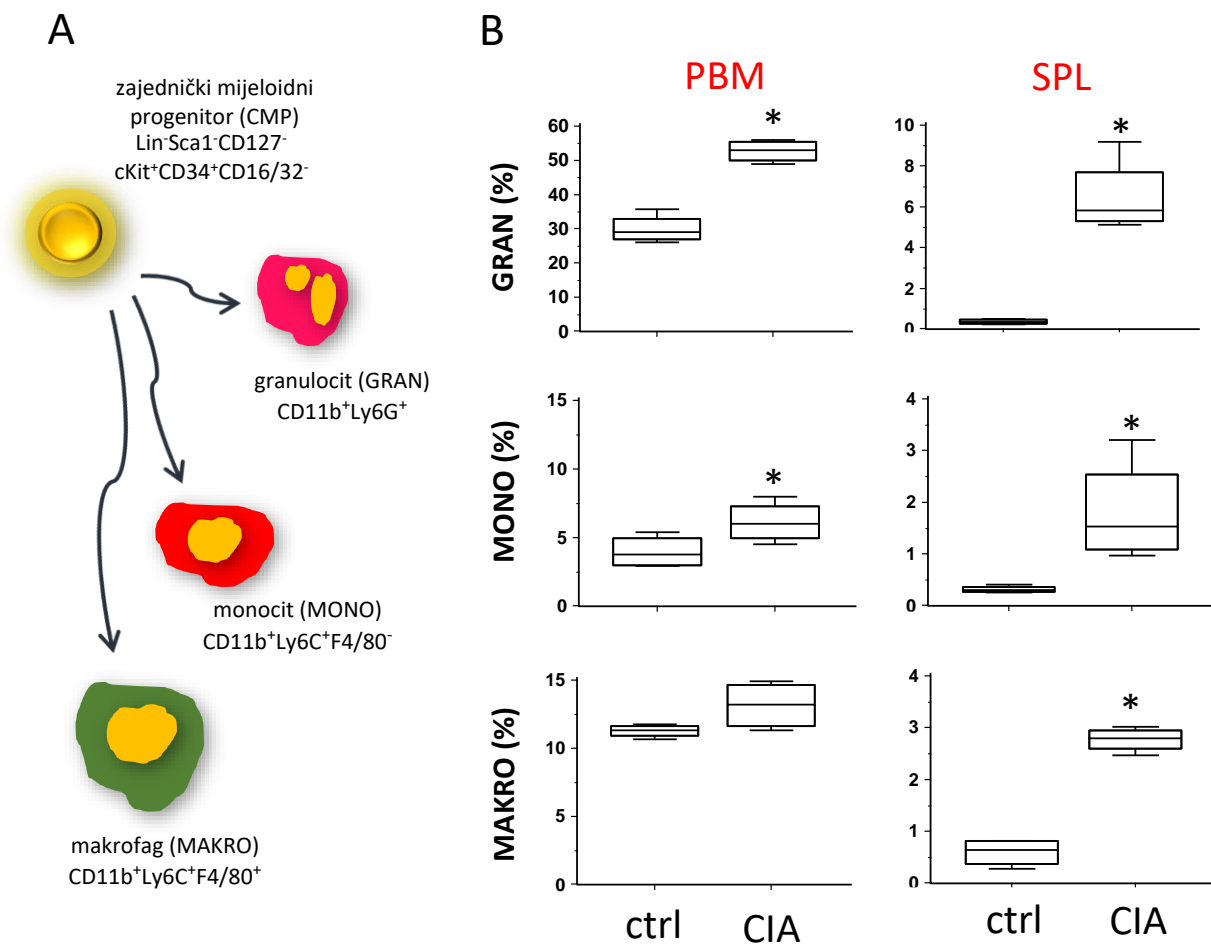 A
zajednički mijeloidni
progenitor (CMP)
Lin⁻Sca1⁻CD127⁻
cKit⁺CD34⁺CD16/32⁻
granulocit (GRAN)
CD11b⁺Ly6G⁺
monocit (MONO)
CD11b⁺Ly6C⁺F4/80⁻
makrofag (MAKRO)
CD11b⁺Ly6C⁺F4/80⁺
B
PBM
SPL
GRAN (%)
60
50
40
30
20
10
0
*
10
8
6
4
2
0
*
MONO (%)
15
10
5
0
*
4
3
2
1
0
*
MAKRO (%)
15
10
5
0
4
3
2
1
0
*
ctrl
CIA
ctrl
CIA